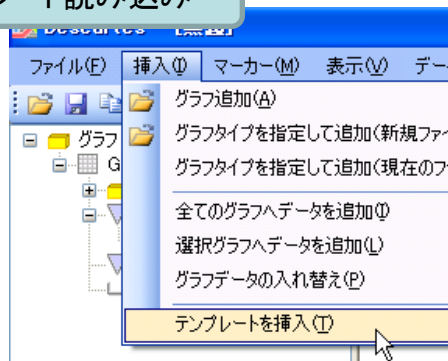 ート読み込み
Descartes - [無題]
ファイル(F) 挿入(I) マーカー(M) 表示(V) デー
グラフ追加(A)
グラフ グラフタイプを指定して追加(新規ファイ
G グラフタイプを指定して追加(現在のフ
全てのグラフへデータを追加(I)
選択グラフへデータを追加(L)
グラフデータの入れ替え(P)
テンプレートを挿入(T)